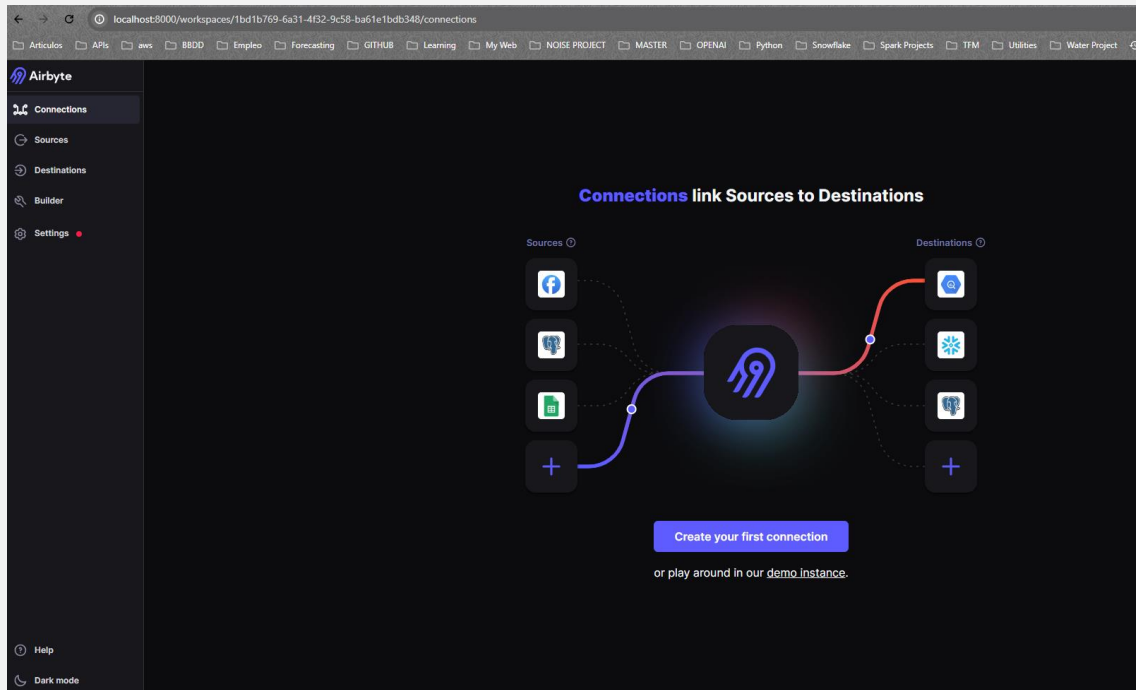 localhost:8000/workspaces/1bd1b769-6a31-4f32-9c58-ba61e1bdb348/connections
Articulos APIs aws BBDD Empleo Forecasting GITHUB Learning My Web NOISE PROJECT MASTER OPENAI Python Snowflake Spark Projects TFM Utilities Water Project
Airbyte
Connections
Sources
Destinations
Builder
Settings
Connections link Sources to Destinations
Sources
Destinations
Create your first connection
or play around in our demo instance.
Help
Dark mode